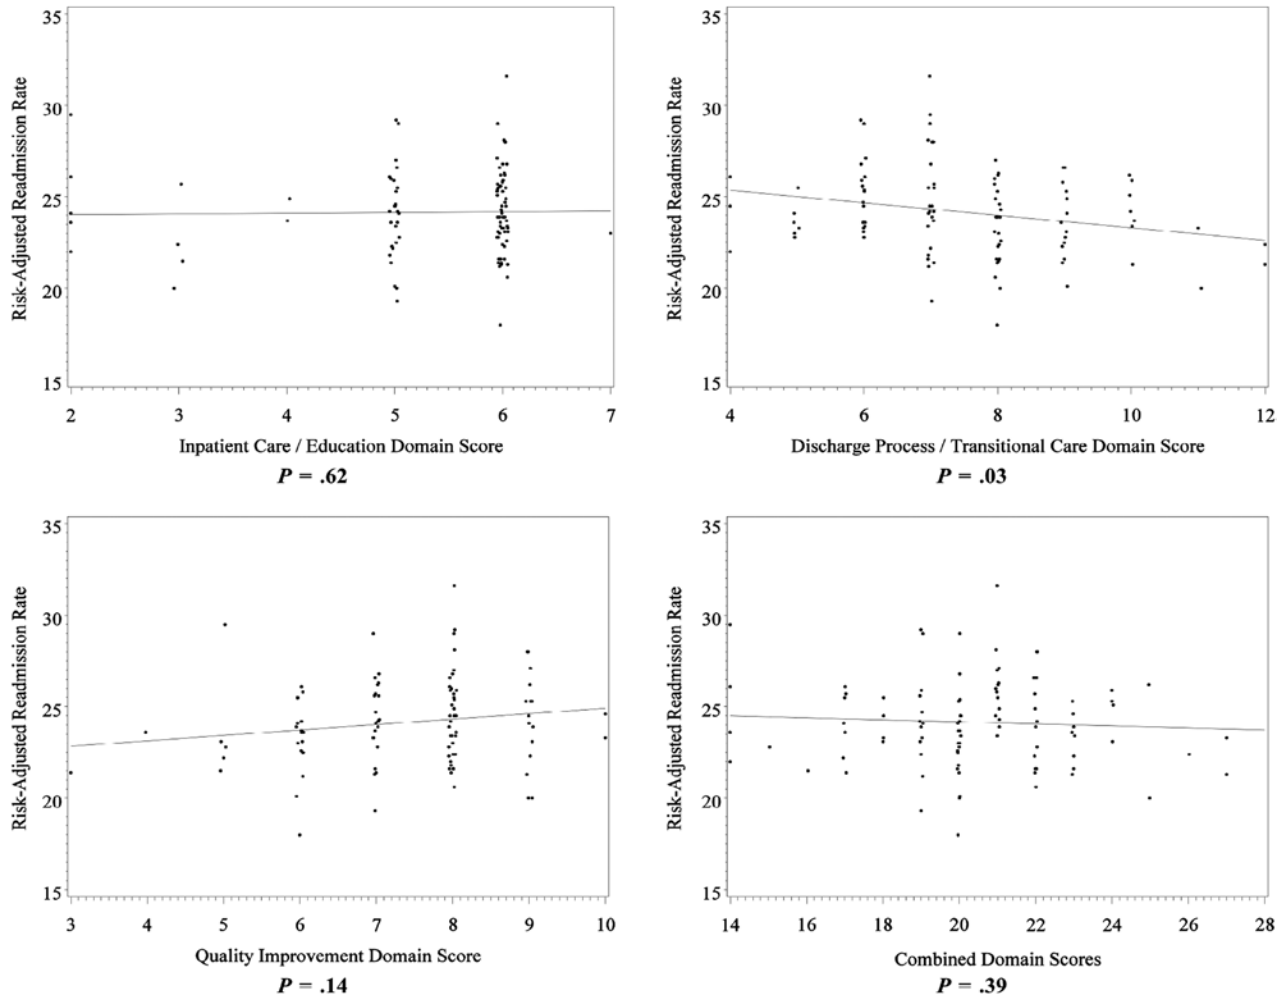 35
30
25
20
15
Risk-Adjusted Readmission Rate
2 3 4 5 6 7
Inpatient Care / Education Domain Score
P = .62
35
30
25
20
15
Risk-Adjusted Readmission Rate
4 6 8 10 12
Discharge Process / Transitional Care Domain Score
P = .03
35
30
25
20
15
Risk-Adjusted Readmission Rate
3 4 5 6 7 8 9 10
Quality Improvement Domain Score
P = .14
35
30
25
20
15
Risk-Adjusted Readmission Rate
14 16 18 20 22 24 26 28
Combined Domain Scores
P = .39